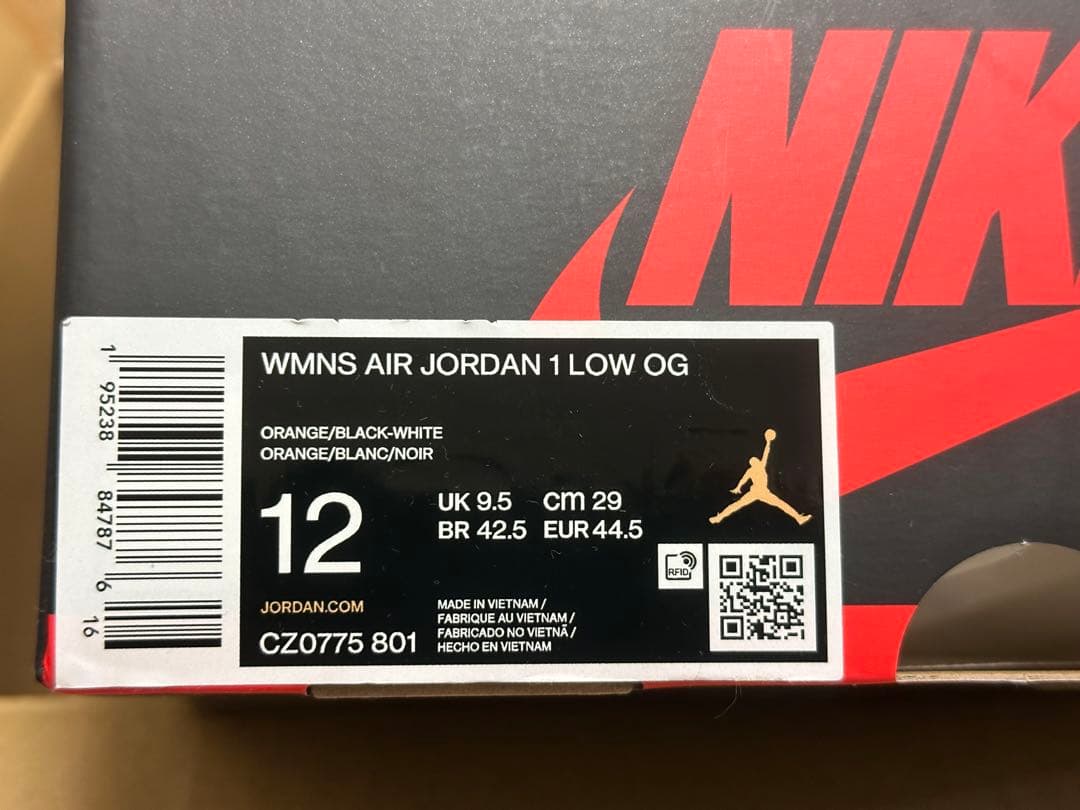 NIK
WMNS AIR JORDAN 1 LOW OG
ORANGE/BLACK-WHITE
ORANGE/BLANC/NOIR
12
UK 9.5 cm 29
BR 42.5 EUR 44.5
RFID
JORDAN.COM
CZ0775 801
MADE IN VIETNAM /
FABRIQUE AU VIETNAM /
FABRICADO NO VIETNÃ /
HECHO EN VIETNAM
1 95238 84787 6 16